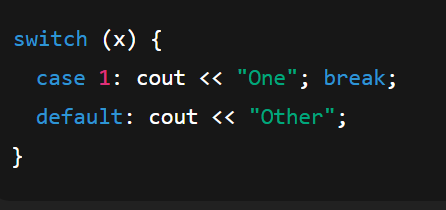 switch (x) {
  case 1: cout << "One"; break;
  default: cout << "Other";
}